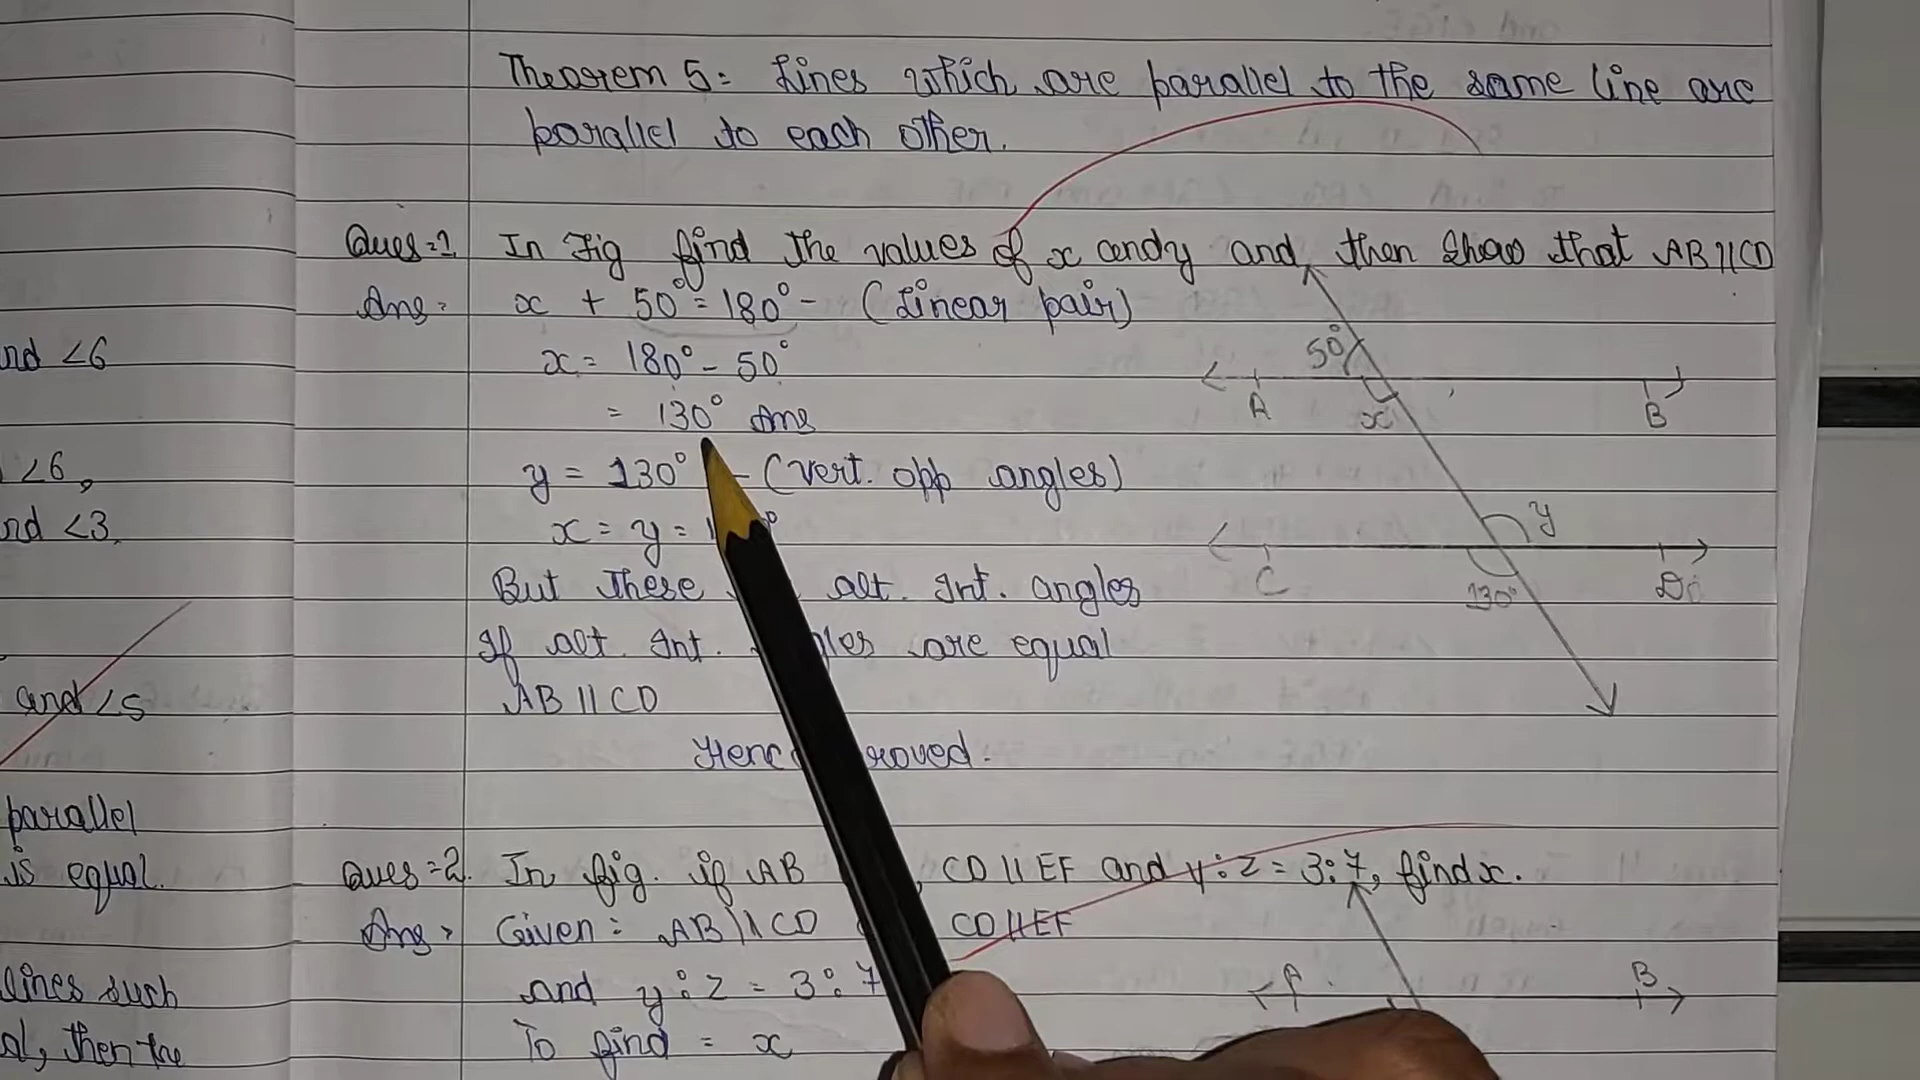 Theorem 5: Lines which are parallel to the same line are
parallel to each other.
Ques=1. In Fig find the values of x and y and then show that AB||CD
Ans= x + 50° = 180° - (Linear pair)
x = 180° - 50°
= 130° Ans
y = 130° - (vert. opp angles)
x = y =
But these alt. Int. angles
If alt. Int. are equal
AB || CD
Ques=2. In fig. if AB , CD || EF and y:z = 3:7, find x.
Ans= Given: AB || CD CD || EF
and y:z = 3:7
To find = x
nd <6
<6,
nd <3.
and <5
parallel
is equal.
lines such
then the
50°
A
x
B
y
C
130°
D
A
B